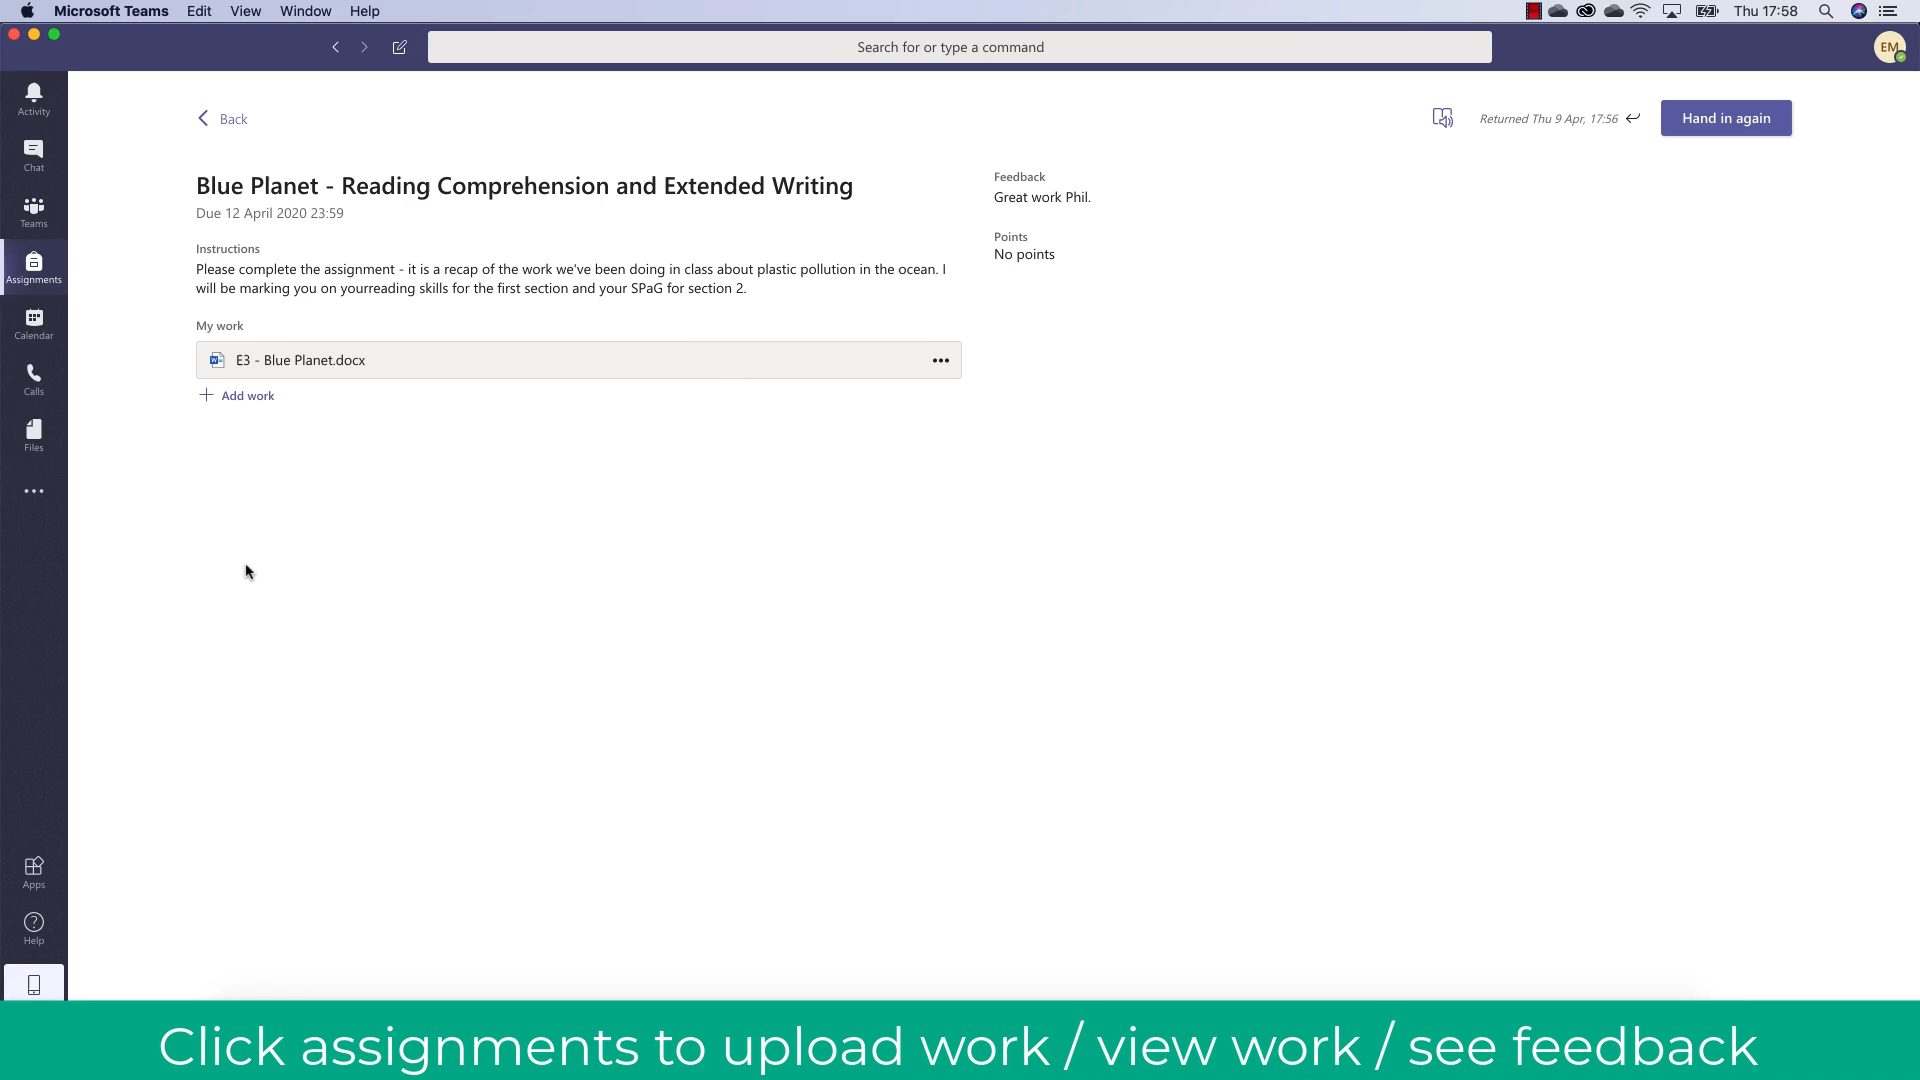 Microsoft Teams Edit View Window Help Thu 17:58
Search for or type a command
EM
Activity
Chat
Teams
Assignments
Calendar
Calls
Files
Apps
Help
Back
Returned Thu 9 Apr, 17:56
Hand in again
Blue Planet - Reading Comprehension and Extended Writing
Due 12 April 2020 23:59
Instructions
Please complete the assignment - it is a recap of the work we've been doing in class about plastic pollution in the ocean. I
will be marking you on yourreading skills for the first section and your SPaG for section 2.
My work
E3 - Blue Planet.docx
Add work
Feedback
Great work Phil.
Points
No points
Click assignments to upload work / view work / see feedback